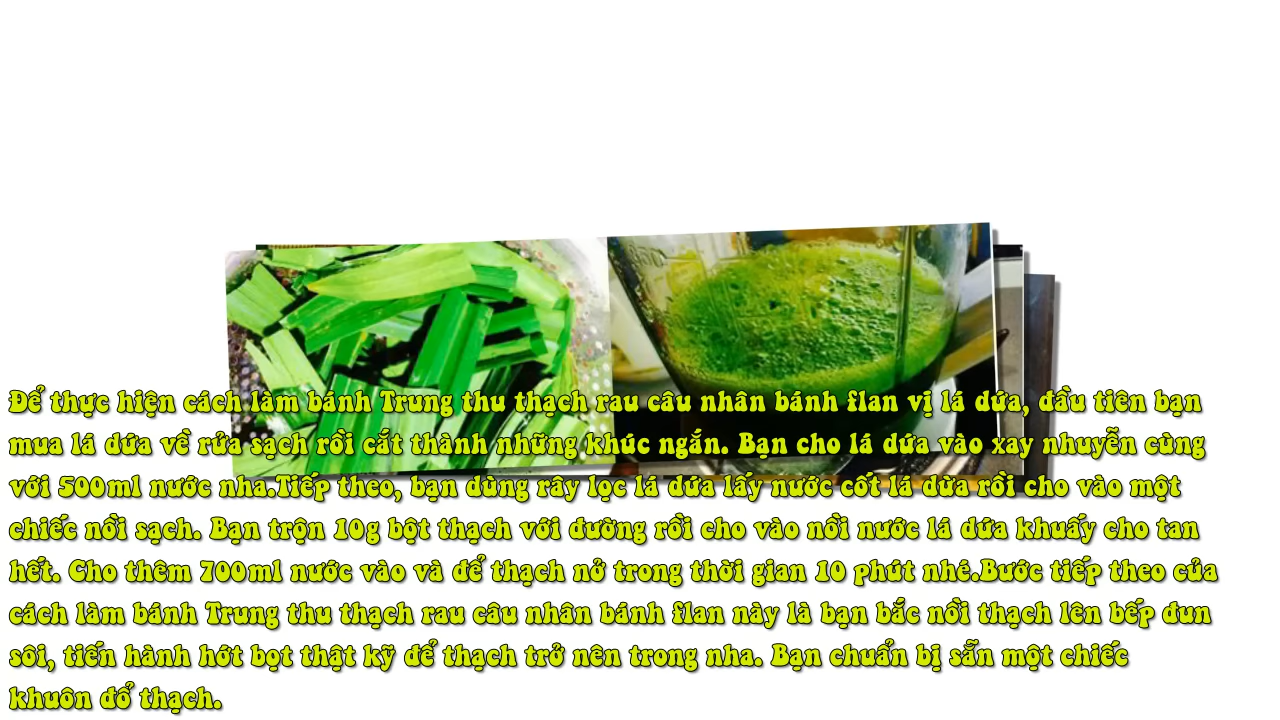 Để thực hiện cách làm bánh Trung thu thạch rau câu nhân bánh flan vị lá dứa, đầu tiên bạn
mua lá dứa về rửa sạch rồi cắt thành những khúc ngắn. Bạn cho lá dứa vào xay nhuyễn cùng
với 500ml nước nha.Tiếp theo, bạn dùng rây lọc lá dứa lấy nước cốt lá dừa rồi cho vào một
chiếc nồi sạch. Bạn trộn 10g bột thạch với đường rồi cho vào nồi nước lá dứa khuấy cho tan
hết. Cho thêm 700ml nước vào và để thạch nở trong thời gian 10 phút nhé.Bước tiếp theo của
cách làm bánh Trung thu thạch rau câu nhân bánh flan này là bạn bắc nồi thạch lên bếp đun
sôi, tiến hành hớt bọt thật kỹ để thạch trở nên trong nha. Bạn chuẩn bị sẵn một chiếc
khuôn đổ thạch.